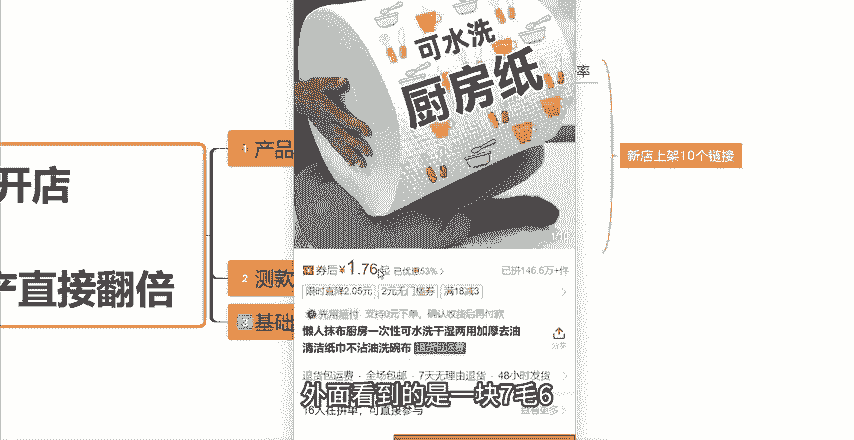 可水洗
厨房纸
率
开店
1 产品
新店上架10个链接
产直接翻倍
2 测款
3 基础
券后¥1.76起 已优惠53%
已拼146.6万+件
限时直降2.05元 2元无门槛券 满18减3
先用后付 支持0元下单，确认收货后再付款
懒人抹布厨房一次性可水洗干湿两用加厚去油
清洁纸巾不沾油洗碗布 退货包运费
分享
退货包运费 · 全场包邮 · 7天无理由退货 · 48小时发货
外面看到的是一块7毛6
16人在拼单，可直接参与
查看更多